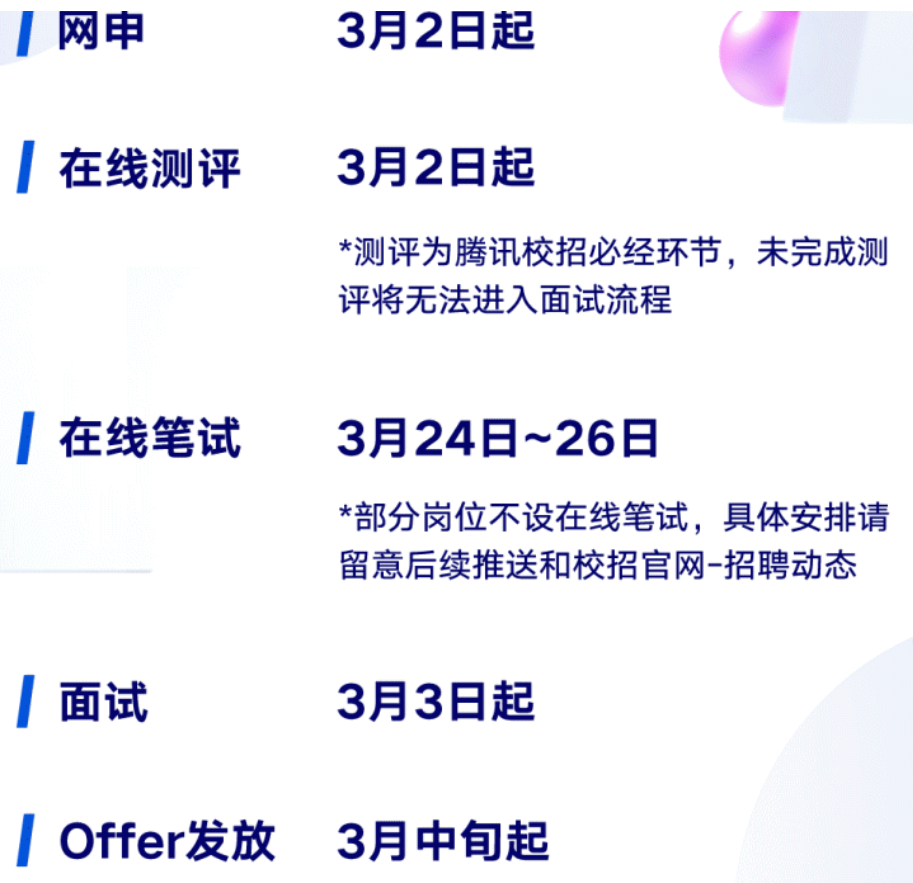 网申 3月2日起
在线测评 3月2日起
*测评为腾讯校招必经环节，未完成测
评将无法进入面试流程
在线笔试 3月24日~26日
*部分岗位不设在线笔试，具体安排请
留意后续推送和校招官网-招聘动态
面试 3月3日起
Offer发放 3月中旬起